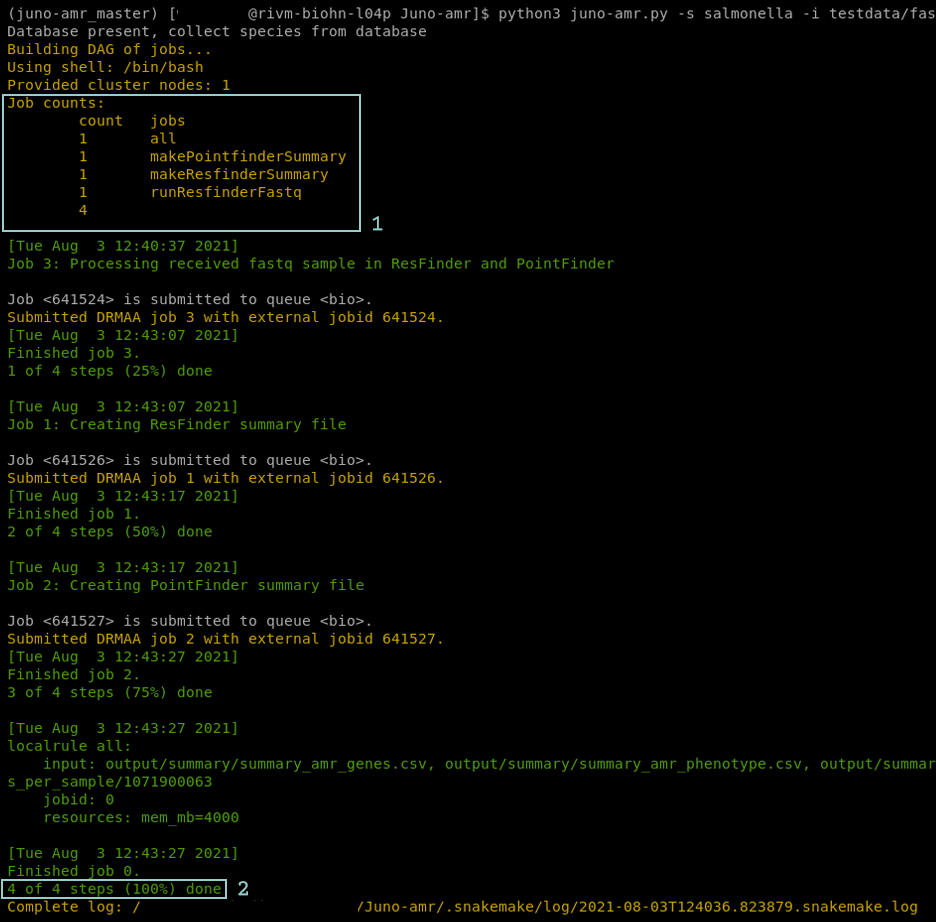 (juno-amr_master) [ @rivm-biohn-l04p Juno-amr]$ python3 juno-amr.py -s salmonella -i testdata/fas
Database present, collect species from database
Building DAG of jobs...
Using shell: /bin/bash
Provided cluster nodes: 1
Job counts:
count jobs
1 all
1 makePointfinderSummary
1 makeResfinderSummary
1 runResfinderFastq
4
1
[Tue Aug  3 12:40:37 2021]
Job 3: Processing received fastq sample in ResFinder and PointFinder
Job <641524> is submitted to queue <bio>.
Submitted DRMAA job 3 with external jobid 641524.
[Tue Aug  3 12:43:07 2021]
Finished job 3.
1 of 4 steps (25%) done
[Tue Aug  3 12:43:07 2021]
Job 1: Creating ResFinder summary file
Job <641526> is submitted to queue <bio>.
Submitted DRMAA job 1 with external jobid 641526.
[Tue Aug  3 12:43:17 2021]
Finished job 1.
2 of 4 steps (50%) done
[Tue Aug  3 12:43:17 2021]
Job 2: Creating PointFinder summary file
Job <641527> is submitted to queue <bio>.
Submitted DRMAA job 2 with external jobid 641527.
[Tue Aug  3 12:43:27 2021]
Finished job 2.
3 of 4 steps (75%) done
[Tue Aug  3 12:43:27 2021]
localrule all:
input: output/summary/summary_amr_genes.csv, output/summary/summary_amr_phenotype.csv, output/summar
s_per_sample/1071900063
jobid: 0
resources: mem_mb=4000
[Tue Aug  3 12:43:27 2021]
Finished job 0.
4 of 4 steps (100%) done 2
Complete log: / /Juno-amr/.snakemake/log/2021-08-03T124036.823879.snakemake.log